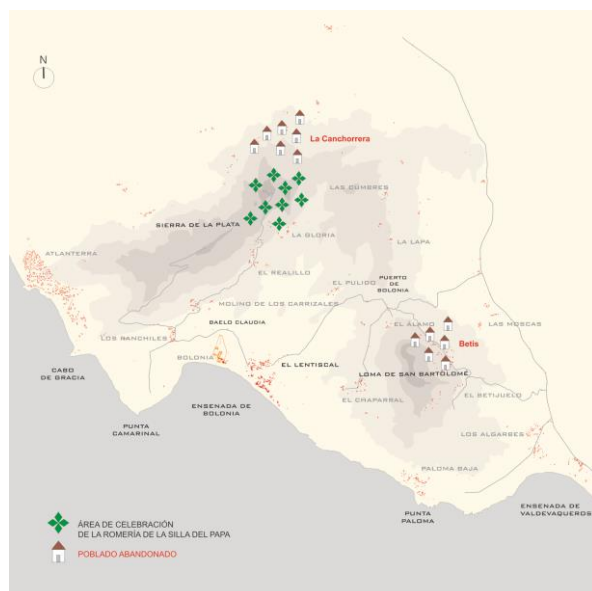 N
La Canchorrera
LAS CUMBRES
SIERRA DE LA PLATA
LA GLORIA
LA LAPA
ATLANTERRA
EL REALILLO
EL PULIDO
PUERTO
DE
BOLONIA
MOLINO DE LOS CARRIZALES
BAELO CLAUDIA
EL ÁLAMO
LAS MOSCAS
LOS RANCHILES
Betis
BOLONIA
EL LENTISCAL
CABO
DE GRACIA
LOMA DE SAN BARTOLOMÉ
EL CHAPARRAL
EL BETIJUELO
ENSENADA DE
BOLONIA
PUNTA
CAMARINAL
LOS ALGARBES
PALOMA BAJA
PUNTA
PALOMA
ENSENADA DE
VALDEVAQUEROS
ÁREA DE CELEBRACIÓN
DE LA ROMERÍA DE LA SILLA DEL PAPA
POBLADO ABANDONADO